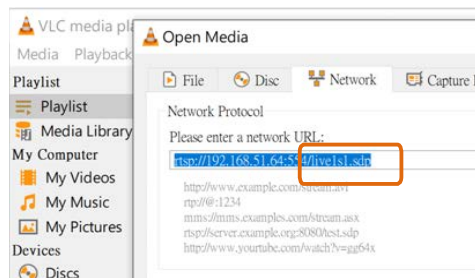 VLC media pla
Media Playback
Playlist
Playlist
Media Library
My Computer
My Videos
My Music
My Pictures
Devices
Discs
Open Media
File Disc Network Capture
Network Protocol
Please enter a network URL:
rtsp://192.168.51.64:554/live1s1.sdp
http://www.example.com/stream.avi
rtp://@:1234
mms://mms.examples.com/stream.asx
rtsp://server.example.org:8080/test.sdp
http://www.yourtube.com/watch?v=gg64x